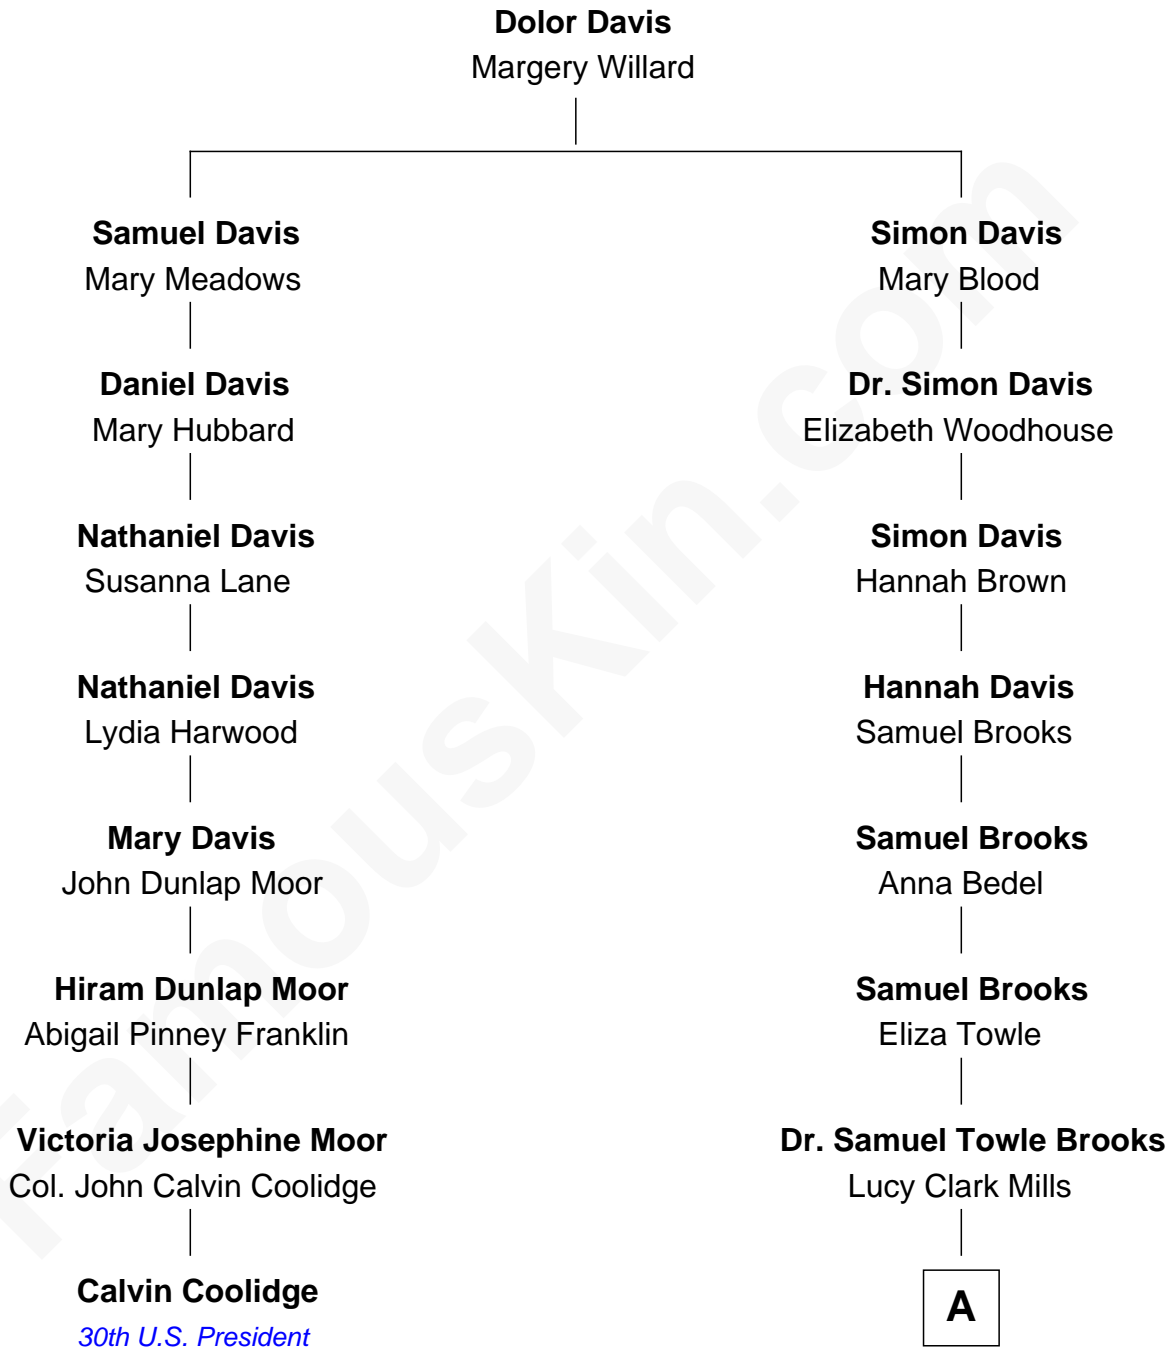 Dolor Davis
Margery Willard
Samuel Davis
Mary Meadows
Simon Davis
Mary Blood
Daniel Davis
Mary Hubbard
Dr. Simon Davis
Elizabeth Woodhouse
Nathaniel Davis
Susanna Lane
Simon Davis
Hannah Brown
Nathaniel Davis
Lydia Harwood
Hannah Davis
Samuel Brooks
Mary Davis
John Dunlap Moor
Samuel Brooks
Anna Bedel
Hiram Dunlap Moor
Abigail Pinney Franklin
Samuel Brooks
Eliza Towle
Victoria Josephine Moor
Col. John Calvin Coolidge
Dr. Samuel Towle Brooks
Lucy Clark Mills
Calvin Coolidge
30th U.S. President
A
FamousKin.com